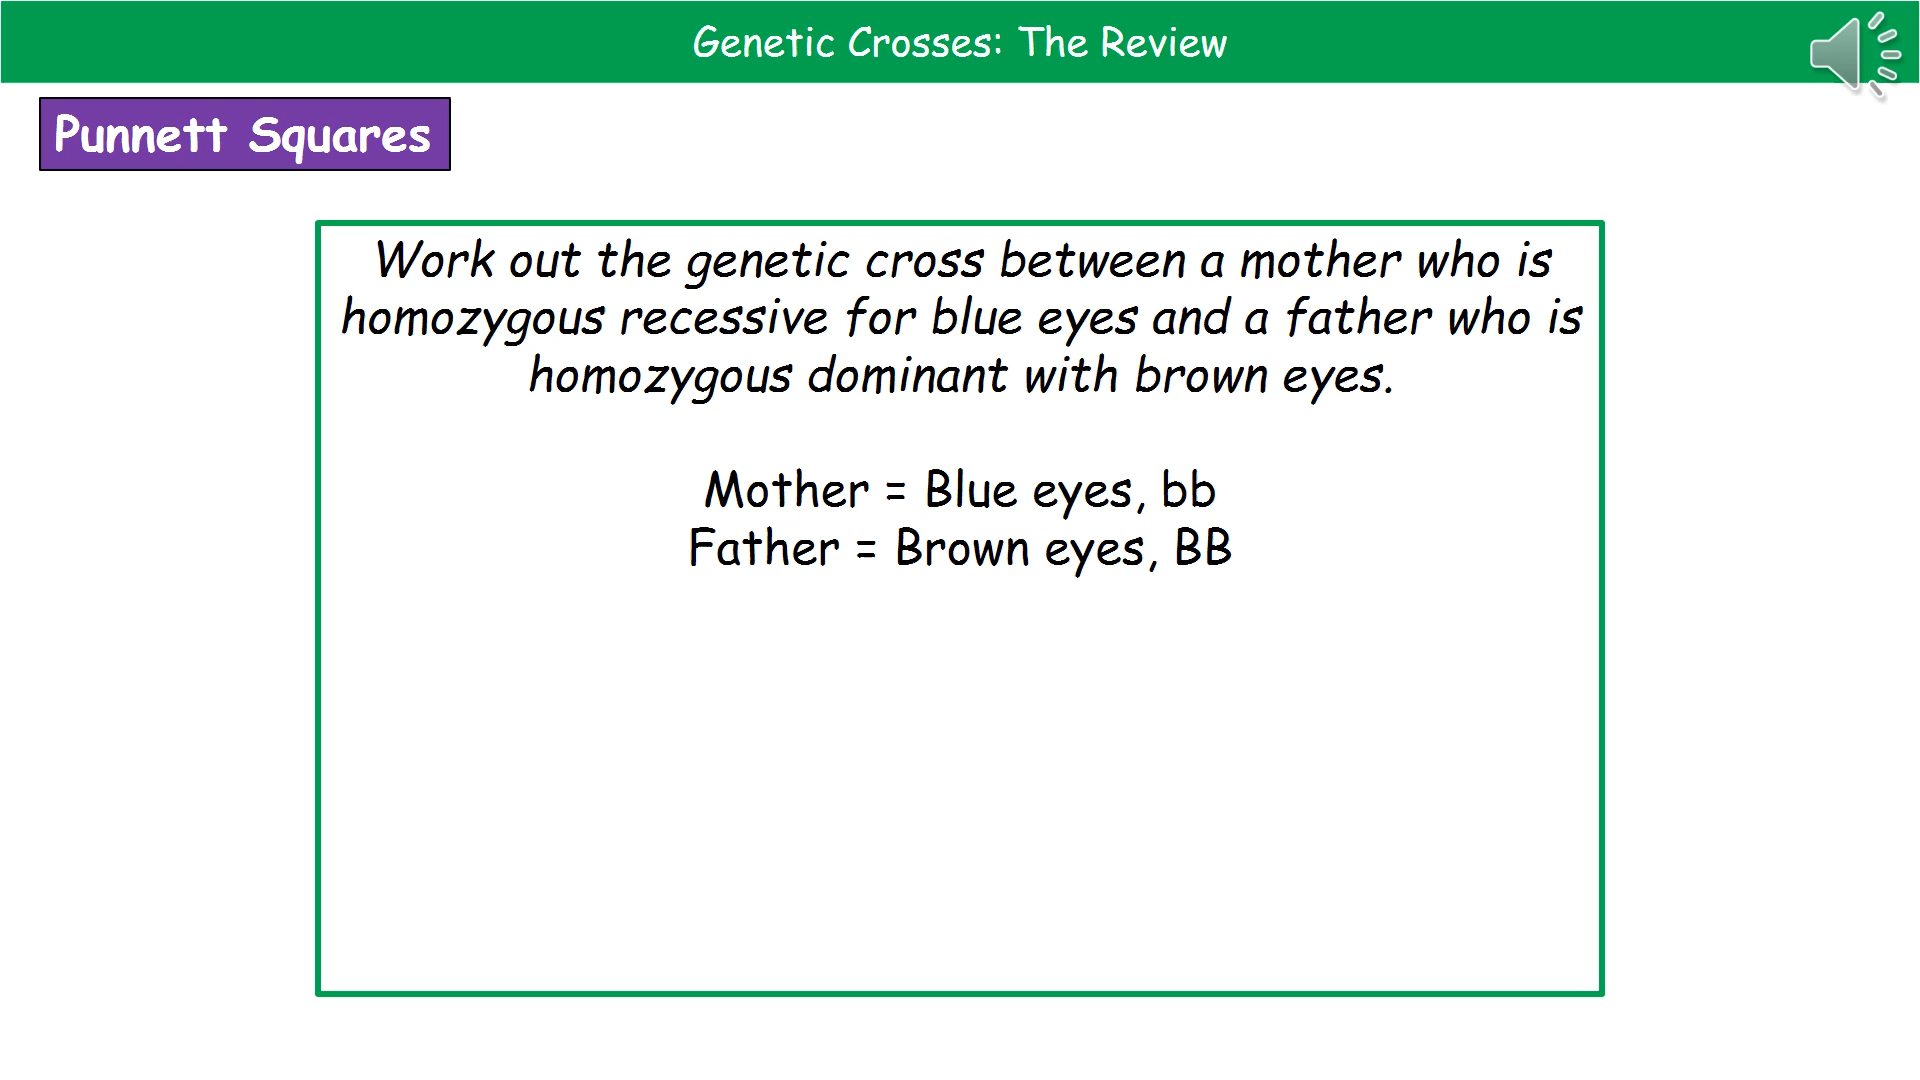 Genetic Crosses: The Review
Punnett Squares
Work out the genetic cross between a mother who is
homozygous recessive for blue eyes and a father who is
homozygous dominant with brown eyes.
Mother = Blue eyes, bb
Father = Brown eyes, BB